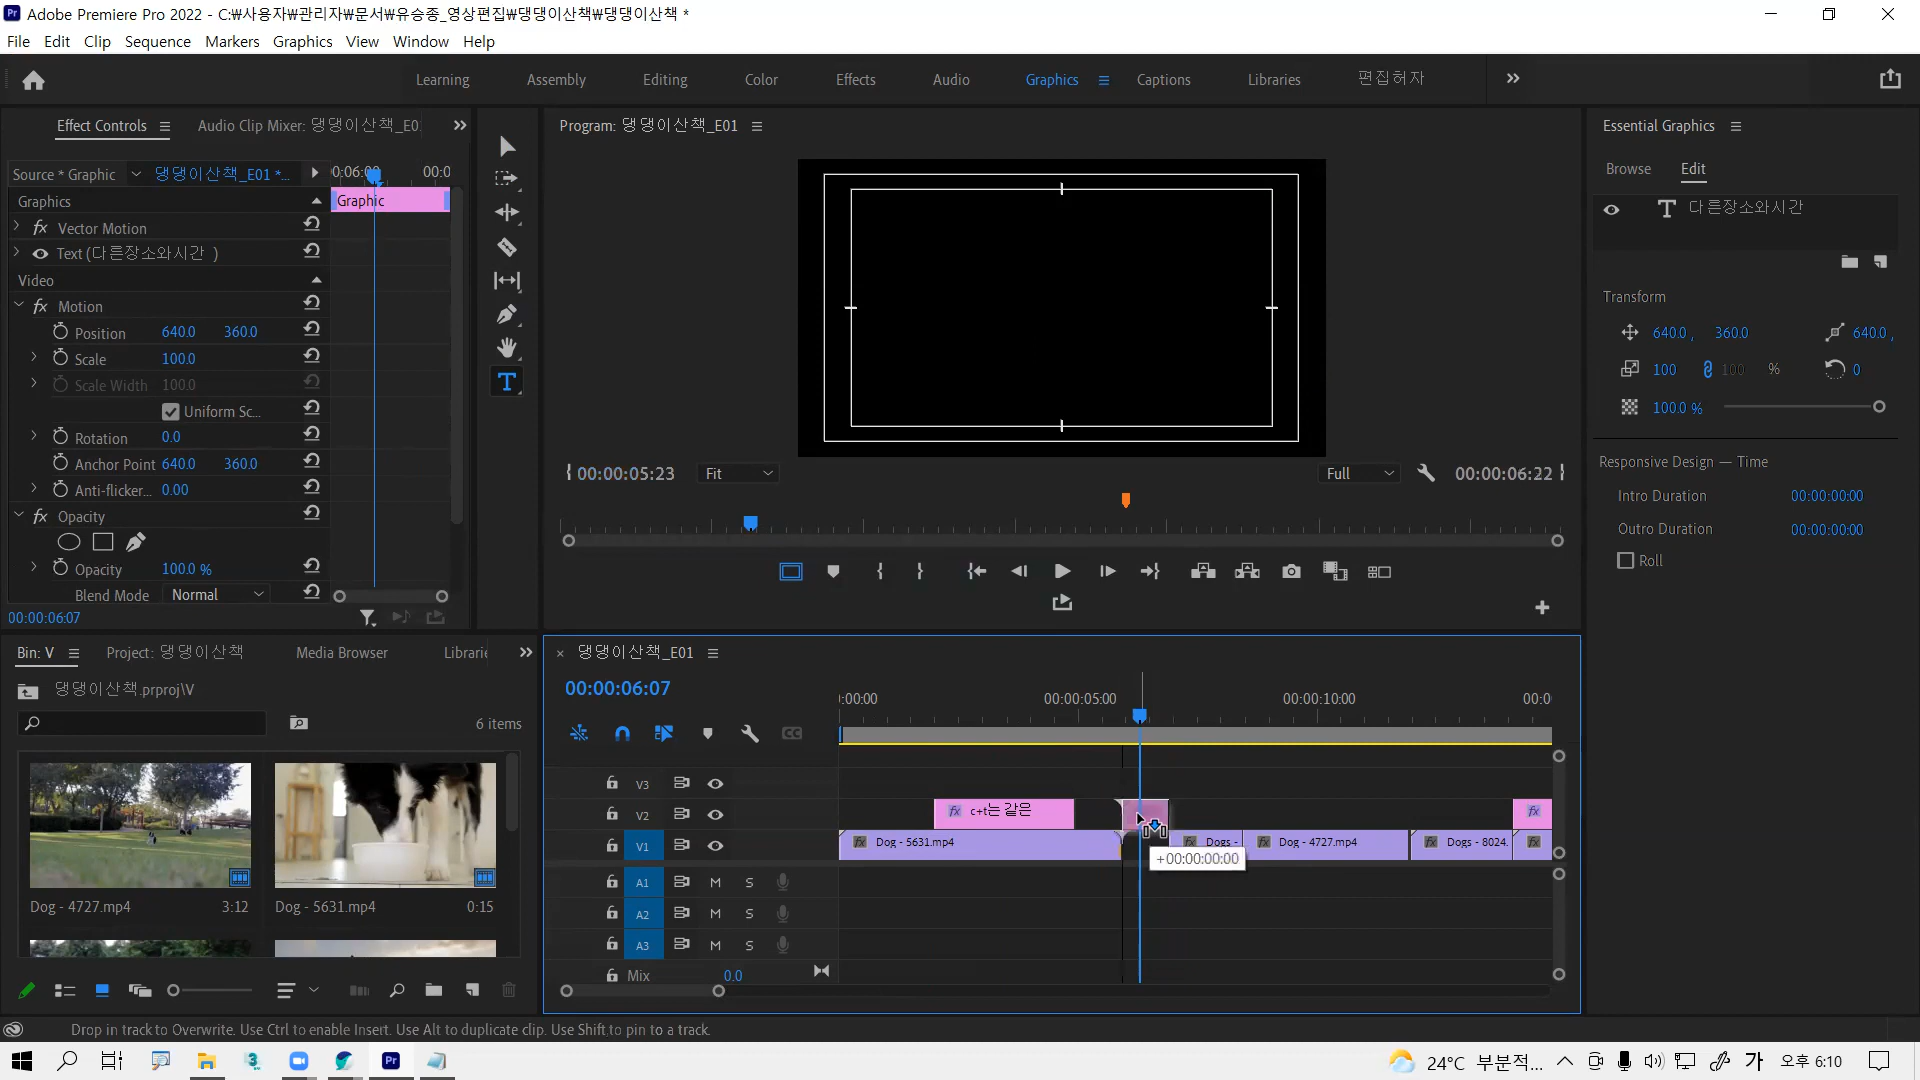 Adobe Premiere Pro 2022 - C:₩사용자₩관리자₩문서₩유승종_영상편집₩댕댕이산책₩댕댕이산책 *
File Edit Clip Sequence Markers Graphics View Window Help
Learning Assembly Editing Color Effects Audio Graphics Captions Libraries 편집허자
Effect Controls Audio Clip Mixer: 댕댕이산책_E0
Program: 댕댕이산책_E01
Essential Graphics
Browse Edit
Source * Graphic 댕댕이산책_E01 *... 00:06:00 00:0
Graphics Graphic
Vector Motion
Text (다른장소와시간 )
다른장소와시간
Video
Motion
Position 640.0 360.0
Scale 100.0
Scale Width 100.0
Uniform Sc...
Rotation 0.0
Anchor Point 640.0 360.0
Anti-flicker... 0.00
Opacity
Opacity 100.0 %
Blend Mode Normal
00:00:06:07
Transform
640.0 , 360.0 640.0 ,
100 100 % 0
100.0 %
Responsive Design — Time
Intro Duration 00:00:00:00
Outro Duration 00:00:00:00
Roll
00:00:05:23 Fit Full 00:00:06:22
Bin: V Project: 댕댕이산책 Media Browser Librarie
댕댕이산책.prproj\V
6 items
Dog - 4727.mp4 3:12
Dog - 5631.mp4 0:15
댕댕이산책_E01
00:00:06:07
:00:00 00:00:05:00 00:00:10:00 00:0
CC
V3
V2 fx c+t는 같은 fx
V1 fx Dog - 5631.mp4 fx Dogs - fx Dog - 4727.mp4 fx Dogs - 8024. fx
+00:00:00:00
A1 M S
A2 M S
A3 M S
Mix 0.0
Drop in track to Overwrite. Use Ctrl to enable Insert. Use Alt to duplicate clip. Use Shift to pin to a track.
24°C 부분적... 가 오후 6:10